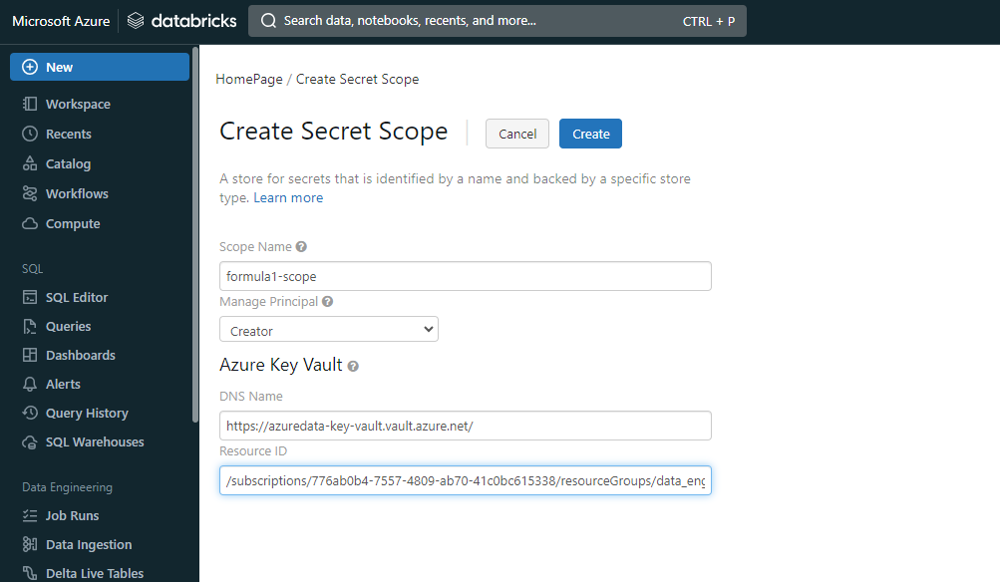 Microsoft Azure databricks Search data, notebooks, recents, and more... CTRL + P
New
Workspace
Recents
Catalog
Workflows
Compute
SQL
SQL Editor
Queries
Dashboards
Alerts
Query History
SQL Warehouses
Data Engineering
Job Runs
Data Ingestion
Delta Live Tables
HomePage / Create Secret Scope
Create Secret Scope Cancel Create
A store for secrets that is identified by a name and backed by a specific store
type. Learn more
Scope Name ?
formula1-scope
Manage Principal ?
Creator
Azure Key Vault ?
DNS Name
https://azuredata-key-vault.vault.azure.net/
Resource ID
/subscriptions/776ab0b4-7557-4809-ab70-41c0bc615338/resourceGroups/data_eng